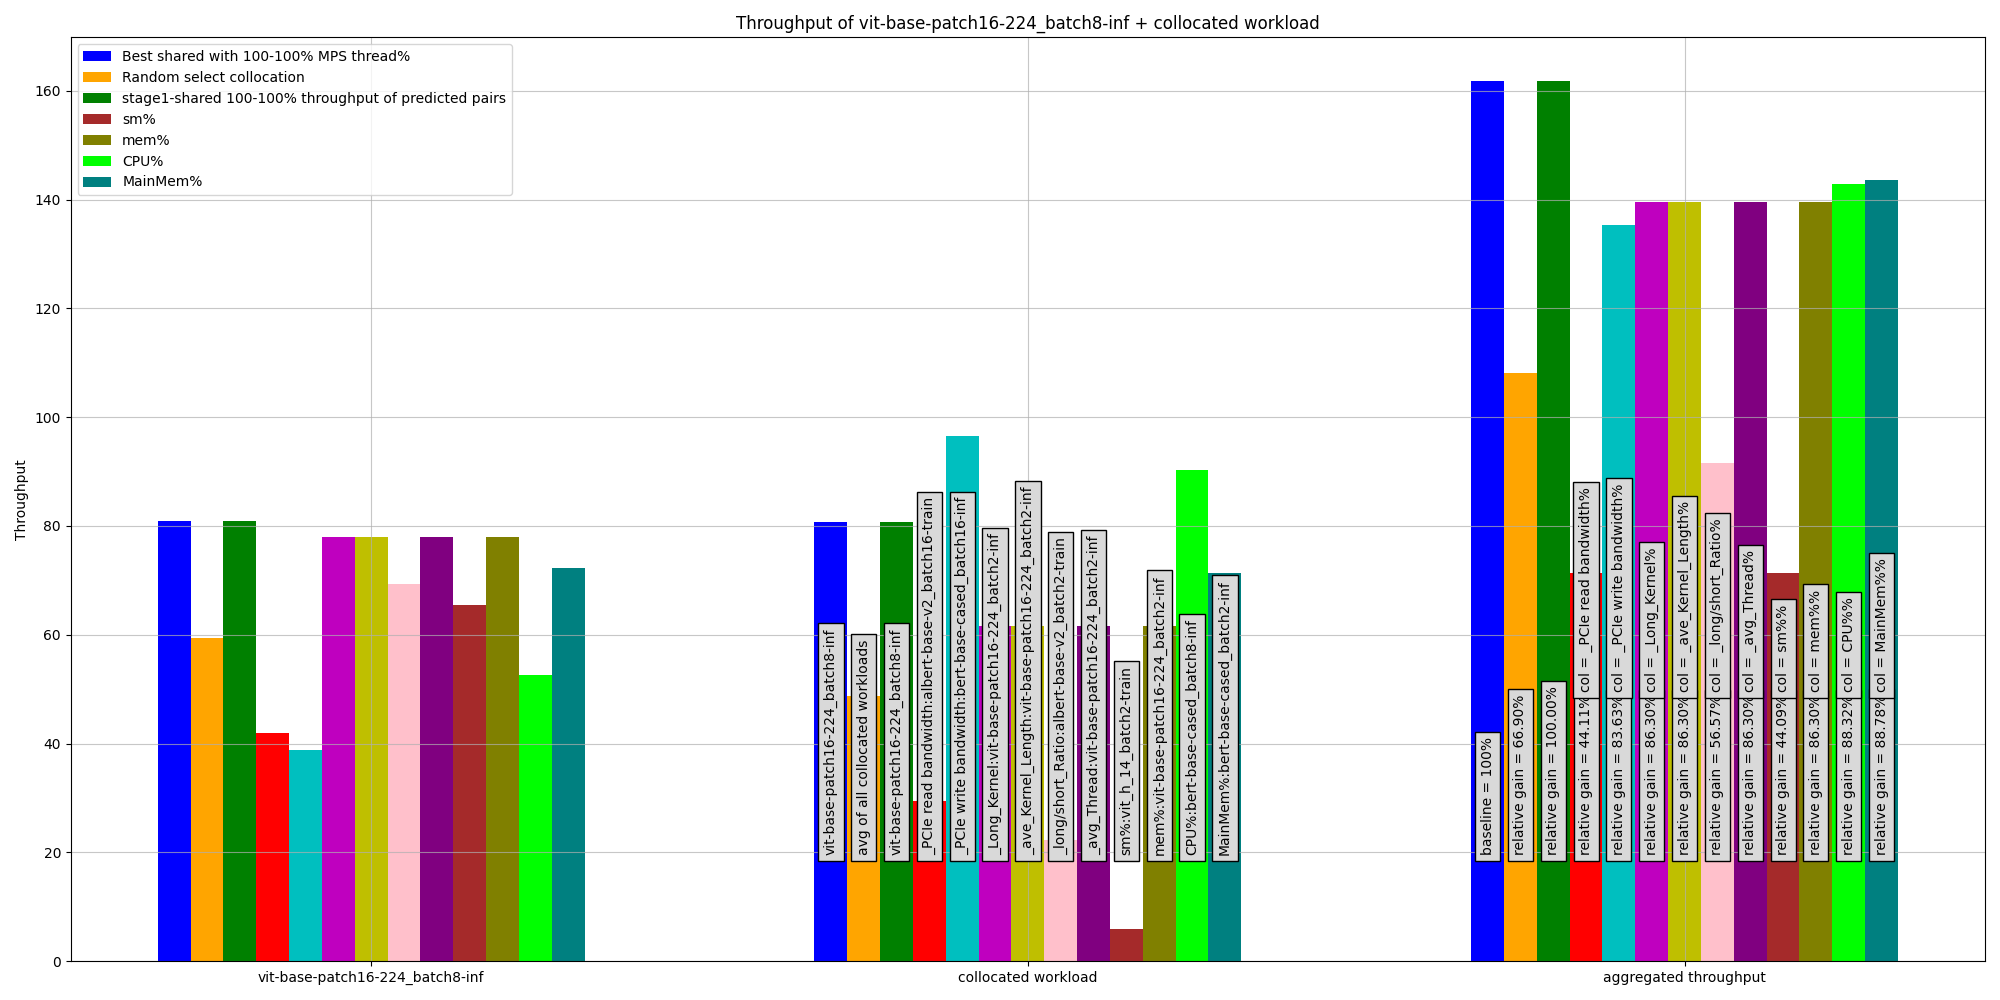 Throughput of vit-base-patch16-224_batch8-inf + collocated workload
Best shared with 100-100% MPS thread%
Random select collocation
stage1-shared 100-100% throughput of predicted pairs
sm%
mem%
CPU%
MainMem%
Throughput
160
140
120
100
80
60
40
20
0
vit-base-patch16-224_batch8-inf
avg of all collocated workloads
vit-base-patch16-224_batch8-inf
_PCIe read bandwidth:albert-base-v2_batch16-train
_PCIe write bandwidth:bert-base-cased_batch16-inf
_Long_Kernel:vit-base-patch16-224_batch2-inf
_ave_Kernel_Length:vit-base-patch16-224_batch2-inf
_long/short_Ratio:albert-base-v2_batch2-train
_avg_Thread:vit-base-patch16-224_batch2-inf
sm%:vit_h_14_batch2-train
mem%:vit-base-patch16-224_batch2-inf
CPU%:bert-base-cased_batch8-inf
MainMem%:bert-base-cased_batch2-inf
baseline = 100%
relative gain = 66.90%
relative gain = 100.00%
relative gain = 44.11%
col = _PCIe read bandwidth%
relative gain = 83.63%
col = _PCIe write bandwidth%
relative gain = 86.30%
col = _Long_Kernel%
relative gain = 86.30%
col = _ave_Kernel_Length%
relative gain = 56.57%
col = _long/short_Ratio%
relative gain = 86.30%
col = _avg_Thread%
relative gain = 44.09%
col = sm%%
relative gain = 86.30%
col = mem%%
relative gain = 88.32%
col = CPU%%
relative gain = 88.78%
col = MainMem%%
vit-base-patch16-224_batch8-inf
collocated workload
aggregated throughput